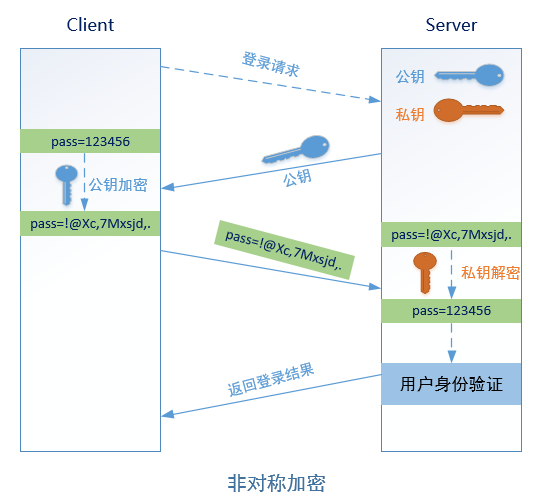 Client
Server
登录请求
公钥
私钥
pass=123456
公钥
公钥加密
pass=!@Xc,7Mxsjd,.
pass=!@Xc,7Mxsjd,.
pass=!@Xc,7Mxsjd,.
私钥解密
pass=123456
返回登录结果
用户身份验证
非对称加密